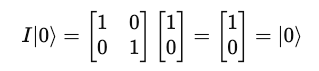 I|0⟩ = [1 0; 0 1] [1; 0] = [1; 0] = |0⟩